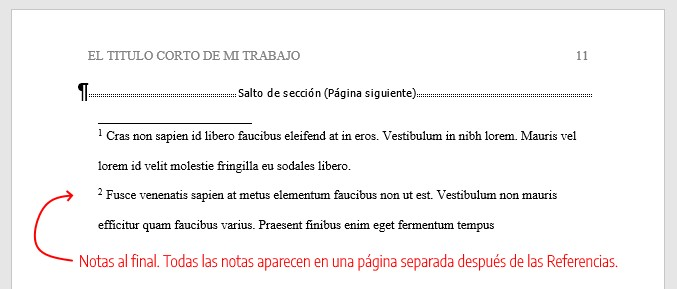 EL TITULO CORTO DE MI TRABAJO 11
¶ Salto de sección (Página siguiente)
1 Cras non sapien id libero faucibus eleifend at in eros. Vestibulum in nibh lorem. Mauris vel
lorem id velit molestie fringilla eu sodales libero.
2 Fusce venenatis sapien at metus elementum faucibus non ut est. Vestibulum non mauris
efficitur quam faucibus varius. Praesent finibus enim eget fermentum tempus
Notas al final. Todas las notas aparecen en una página separada después de las Referencias.